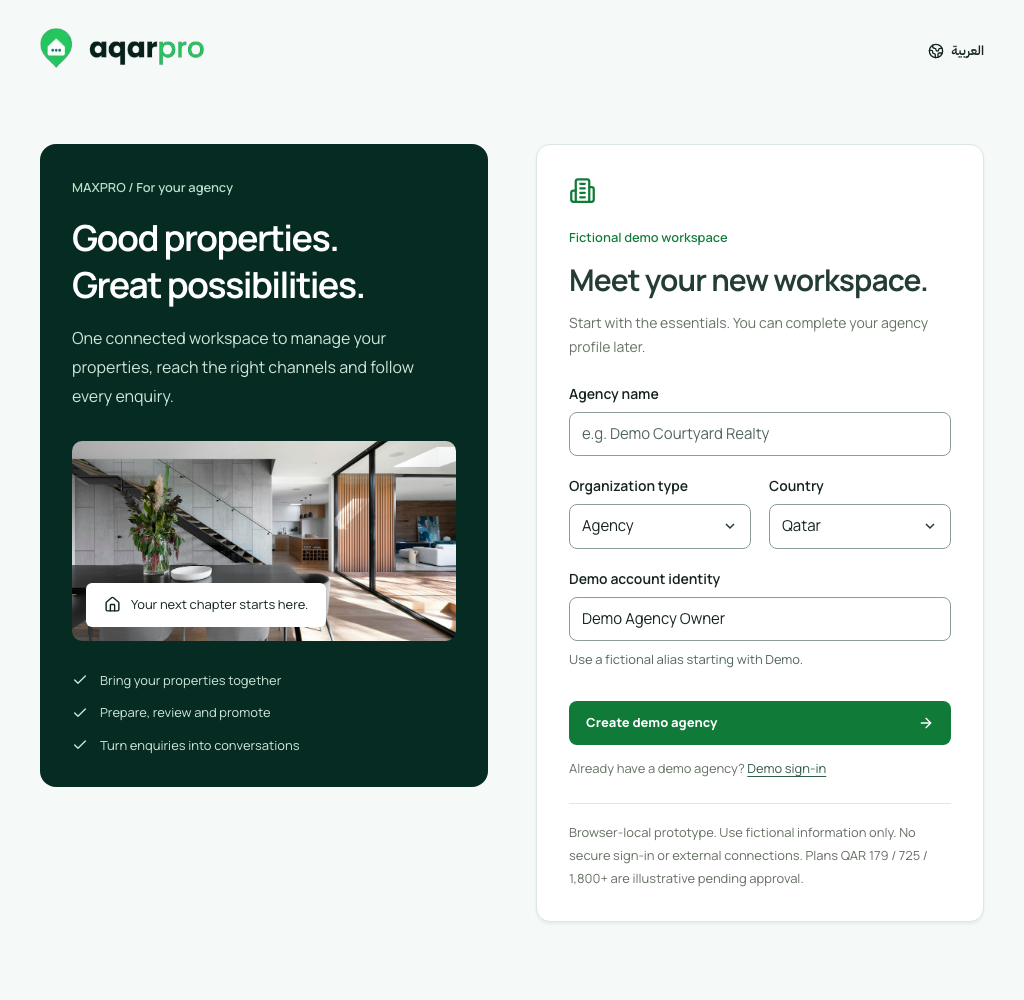 aqarpro
العربية
MAXPRO / For your agency
Good properties.
Great possibilities.
One connected workspace to manage your
properties, reach the right channels and follow
every enquiry.
Your next chapter starts here.
Bring your properties together
Prepare, review and promote
Turn enquiries into conversations
Fictional demo workspace
Meet your new workspace.
Start with the essentials. You can complete your agency
profile later.
Agency name
e.g. Demo Courtyard Realty
Organization type
Country
Agency
Qatar
Demo account identity
Demo Agency Owner
Use a fictional alias starting with Demo.
Create demo agency
Already have a demo agency? Demo sign-in
Browser-local prototype. Use fictional information only. No
secure sign-in or external connections. Plans QAR 179 / 725 /
1,800+ are illustrative pending approval.